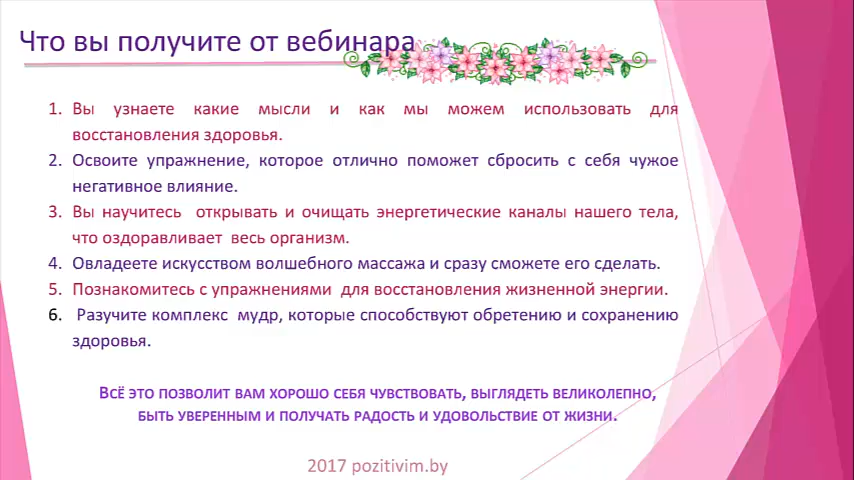 Что вы получите от вебинара
1. Вы узнаете какие мысли и как мы можем использовать для
восстановления здоровья.
2. Освоите упражнение, которое отлично поможет сбросить с себя чужое
негативное влияние.
3. Вы научитесь открывать и очищать энергетические каналы нашего тела,
что оздоравливает весь организм.
4. Овладеете искусством волшебного массажа и сразу сможете его сделать.
5. Познакомитесь с упражнениями для восстановления жизненной энергии.
6. Разучите комплекс мудр, которые способствуют обретению и сохранению
здоровья.
Всё это позволит вам хорошо себя чувствовать, выглядеть великолепно,
быть уверенным и получать радость и удовольствие от жизни.
2017 pozitivim.by